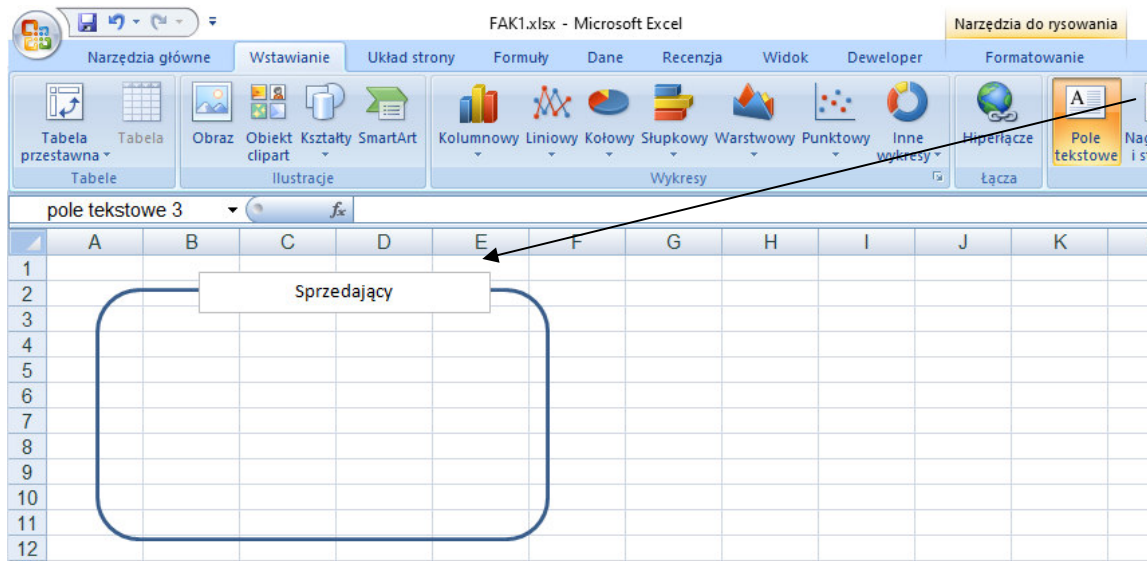 FAK1.xlsx - Microsoft Excel
Narzędzia do rysowania
Narzędzia główne Wstawianie Układ strony Formuły Dane Recenzja Widok Deweloper Formatowanie
Tabela przestawna
Tabela
Obraz
Obiekt clipart
Kształty
SmartArt
Kolumnowy
Liniowy
Kołowy
Słupkowy
Warstwowy
Punktowy
Inne wykresy
Hiperłącze
Pole tekstowe
Tabele
Ilustracje
Wykresy
Łącza
pole tekstowe 3
fx
A B C D E F G H I J K
1
2
Sprzedający
3
4
5
6
7
8
9
10
11
12